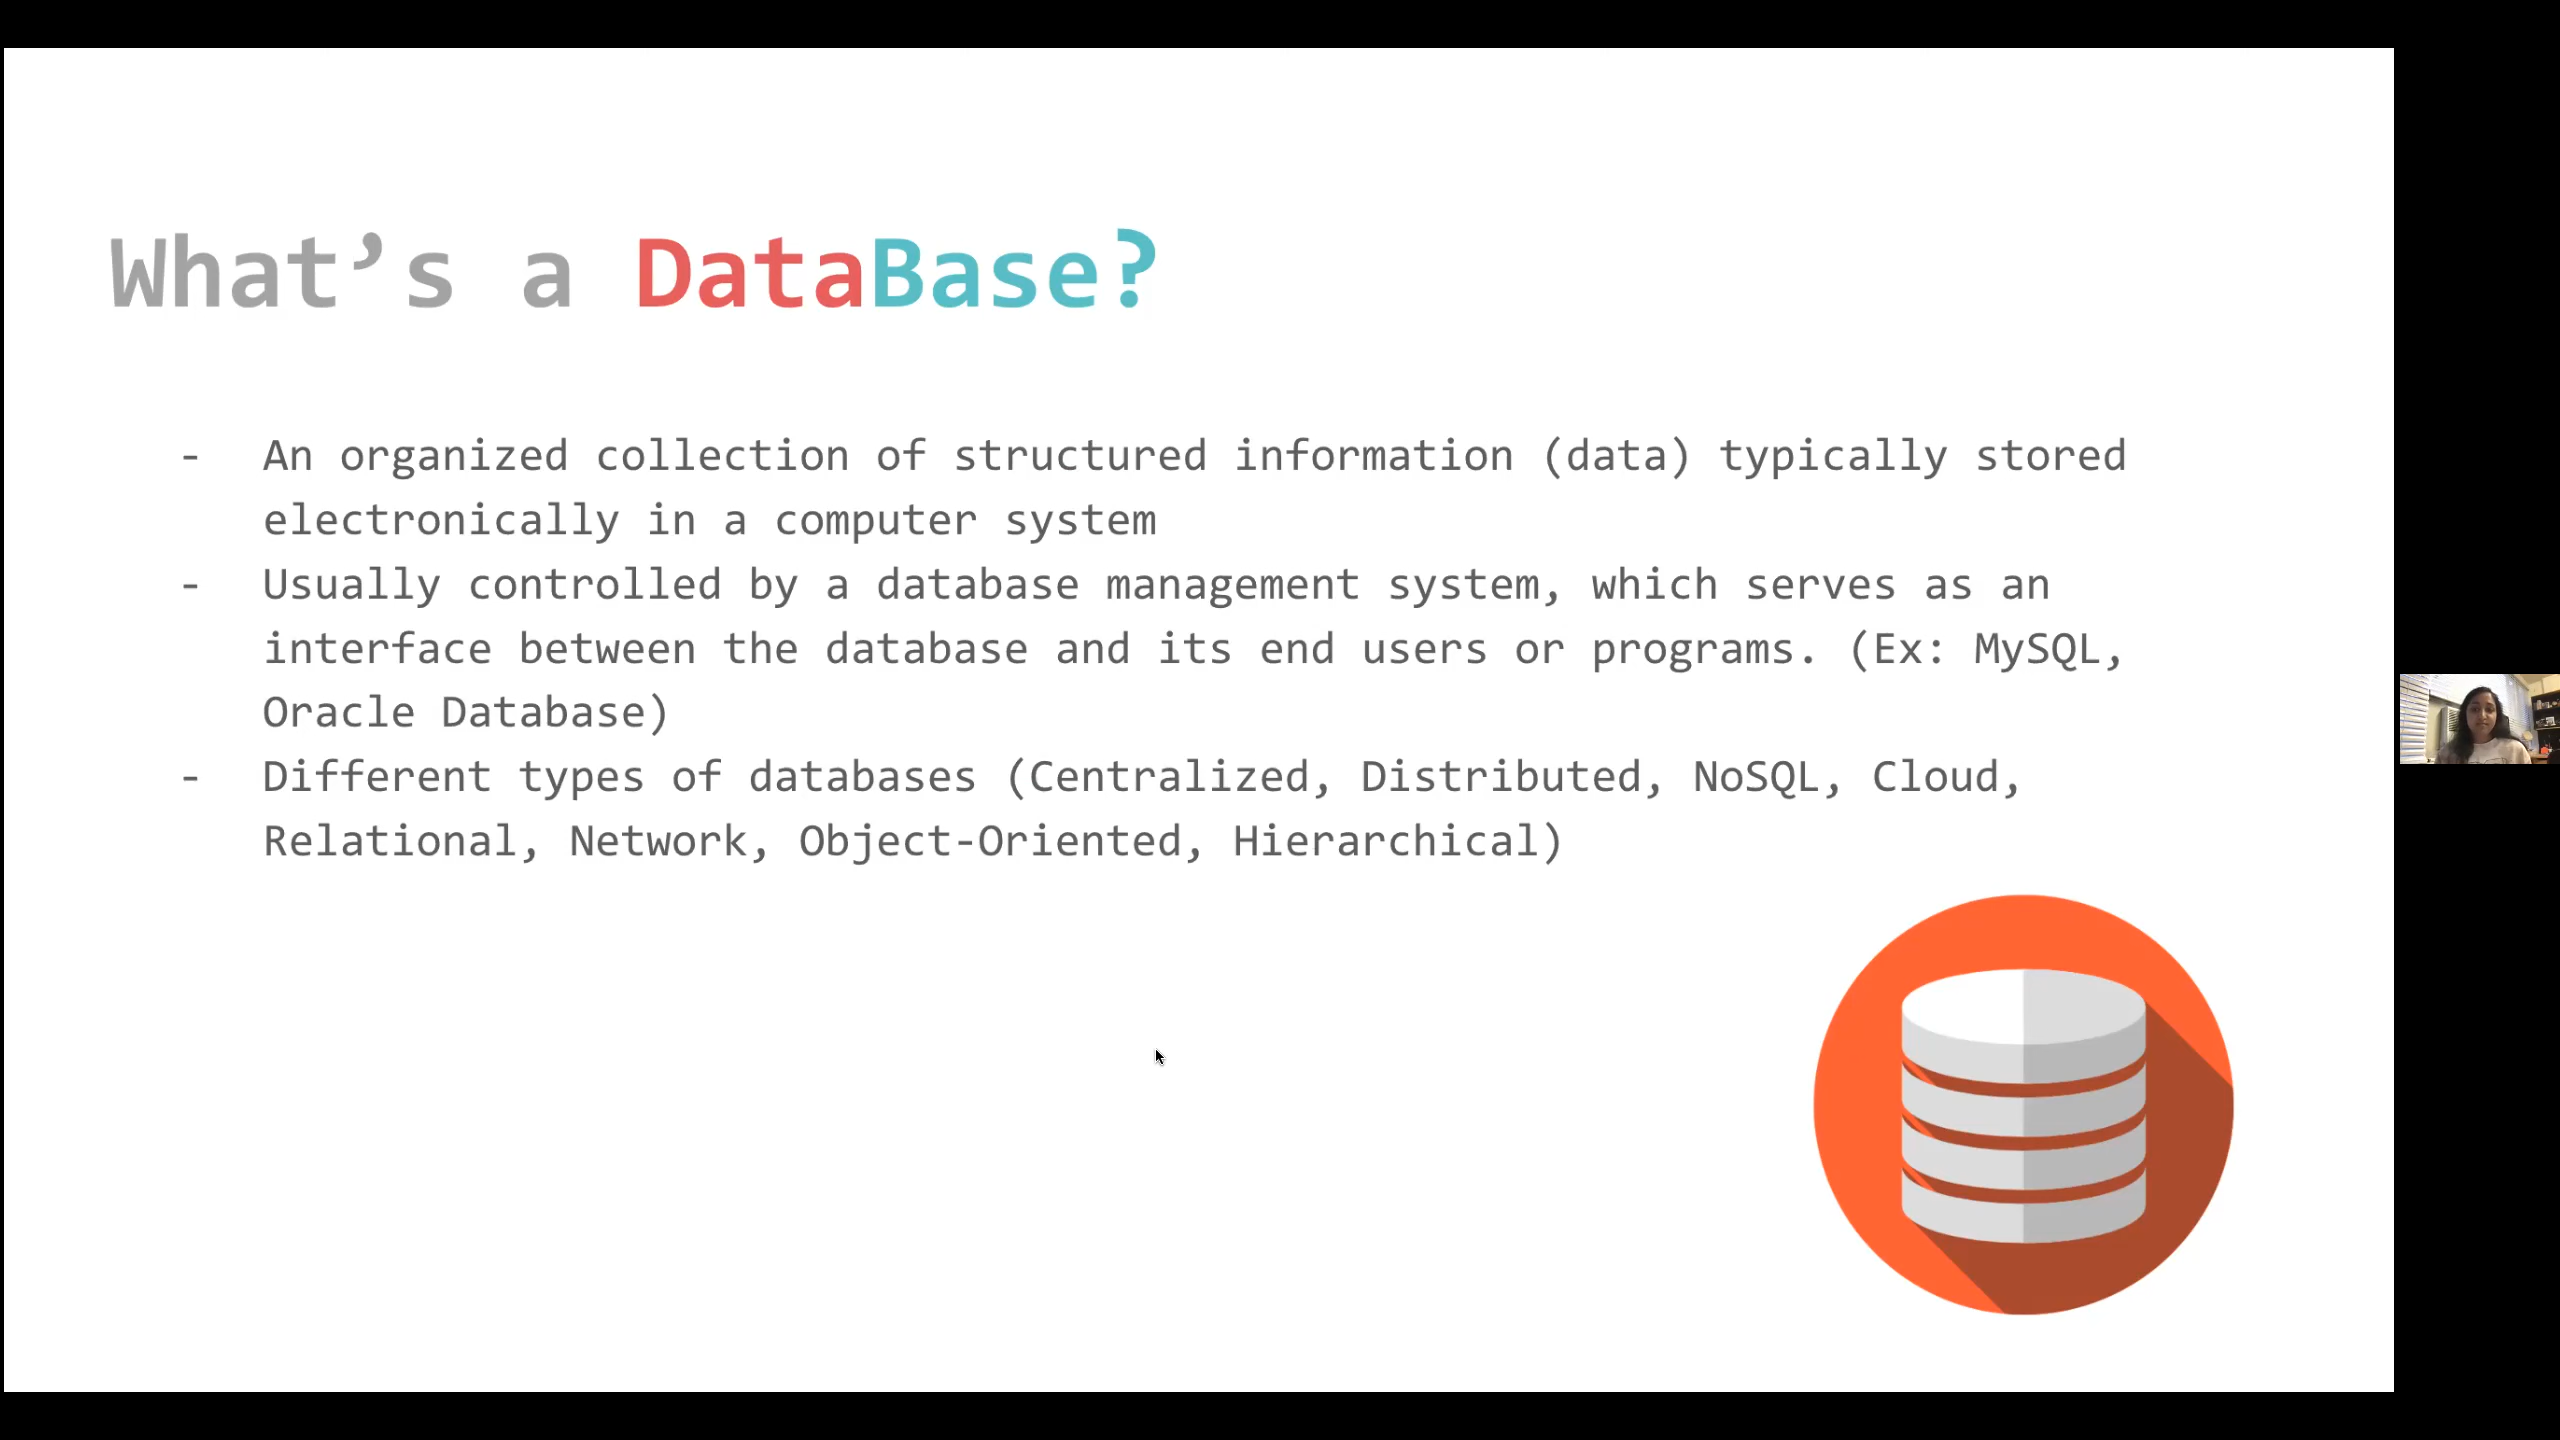 What’s a DataBase?
- An organized collection of structured information (data) typically stored
electronically in a computer system
- Usually controlled by a database management system, which serves as an
interface between the database and its end users or programs. (Ex: MySQL,
Oracle Database)
- Different types of databases (Centralized, Distributed, NoSQL, Cloud,
Relational, Network, Object-Oriented, Hierarchical)